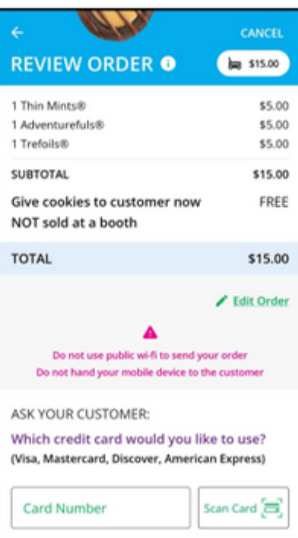 CANCEL
REVIEW ORDER i
$15.00
1 Thin Mints® $5.00
1 Adventurefuls® $5.00
1 Trefoils® $5.00
SUBTOTAL $15.00
Give cookies to customer now FREE
NOT sold at a booth
TOTAL $15.00
Edit Order
Do not use public wi-fi to send your order
Do not hand your mobile device to the customer
ASK YOUR CUSTOMER:
Which credit card would you like to use?
(Visa, Mastercard, Discover, American Express)
Card Number
Scan Card